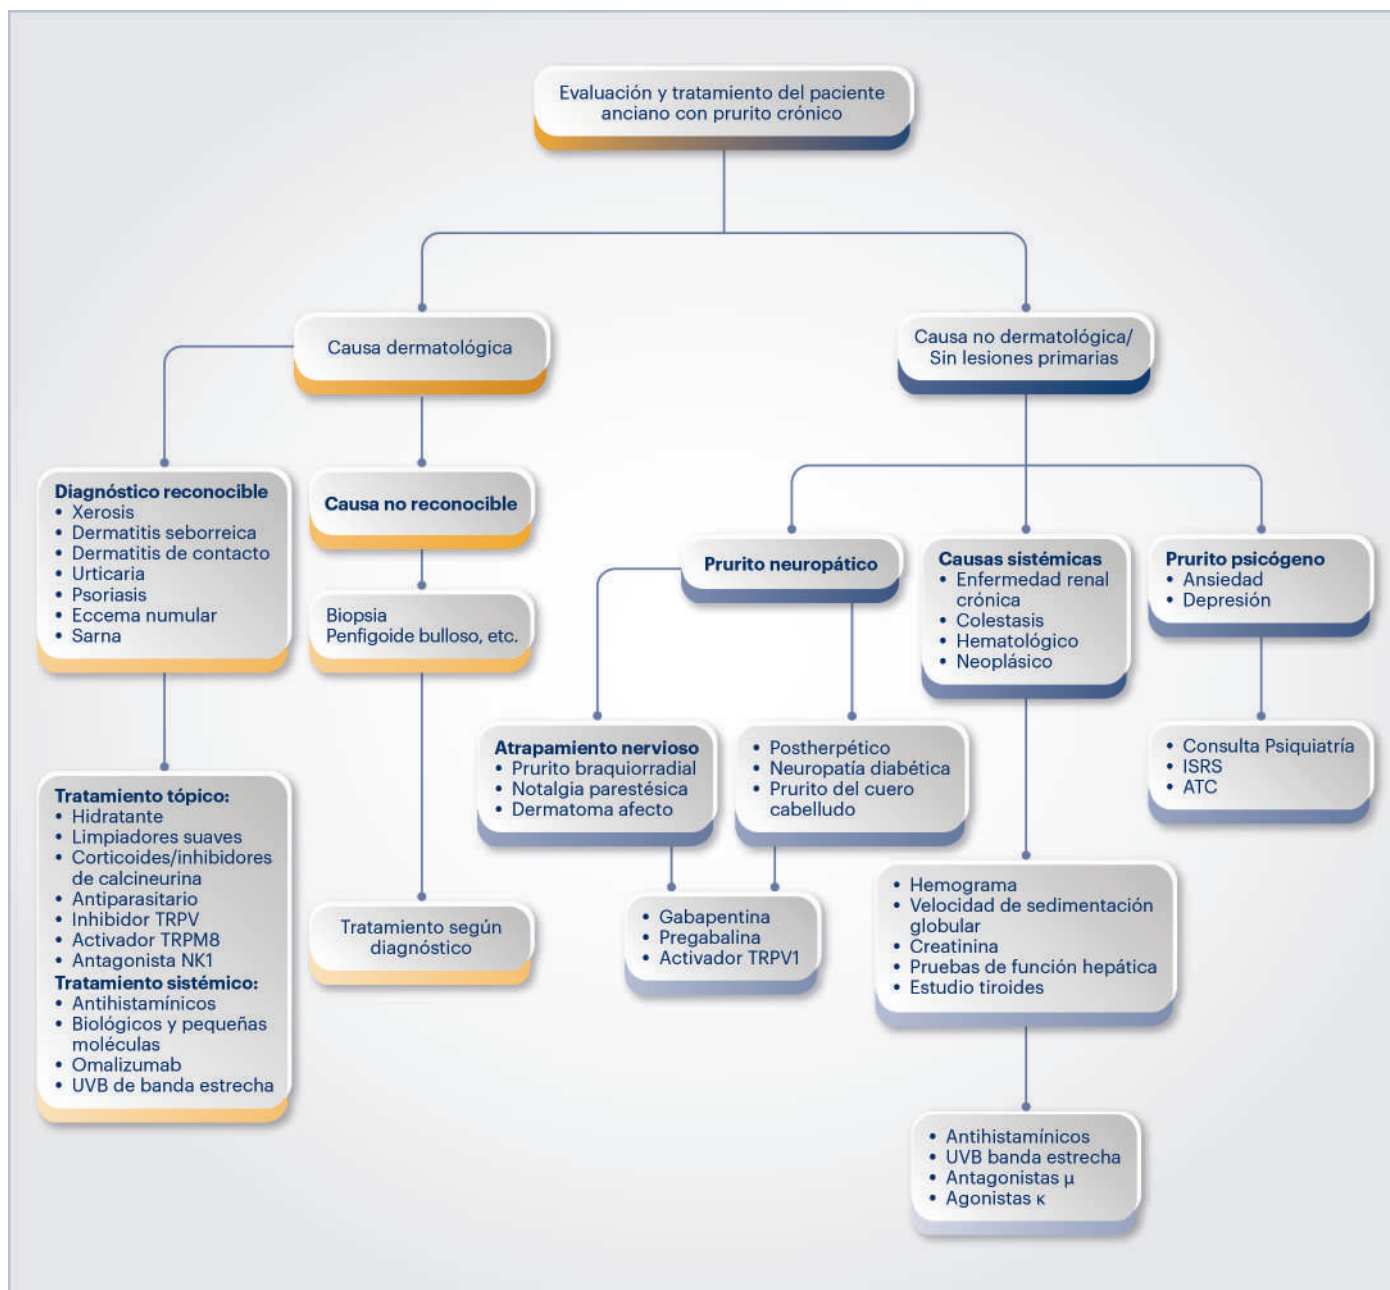 Evaluación y tratamiento del paciente
anciano con prurito crónico
Causa dermatológica
Causa no dermatológica/
Sin lesiones primarias
Diagnóstico reconocible
• Xerosis
• Dermatitis seborreica
• Dermatitis de contacto
• Urticaria
• Psoriasis
• Eccema numular
• Sarna
Causa no reconocible
Biopsia
Penfigoide bulloso, etc.
Prurito neuropático
Causas sistémicas
• Enfermedad renal
crónica
• Colestasis
• Hematológico
• Neoplásico
Prurito psicógeno
• Ansiedad
• Depresión
Atrapamiento nervioso
• Prurito braquiorradial
• Notalgia parestésica
• Dermatoma afecto
• Postherpético
• Neuropatía diabética
• Prurito del cuero
cabelludo
• Consulta Psiquiatría
• ISRS
• ATC
Tratamiento tópico:
• Hidratante
• Limpiadores suaves
• Corticoides/inhibidores
de calcineurina
• Antiparasitario
• Inhibidor TRPV
• Activador TRPM8
• Antagonista NK1
Tratamiento sistémico:
• Antihistamínicos
• Biológicos y pequeñas
moléculas
• Omalizumab
• UVB de banda estrecha
Tratamiento según
diagnóstico
• Gabapentina
• Pregabalina
• Activador TRPV1
• Hemograma
• Velocidad de sedimentación
globular
• Creatinina
• Pruebas de función hepática
• Estudio tiroides
• Antihistamínicos
• UVB banda estrecha
• Antagonistas μ
• Agonistas κ